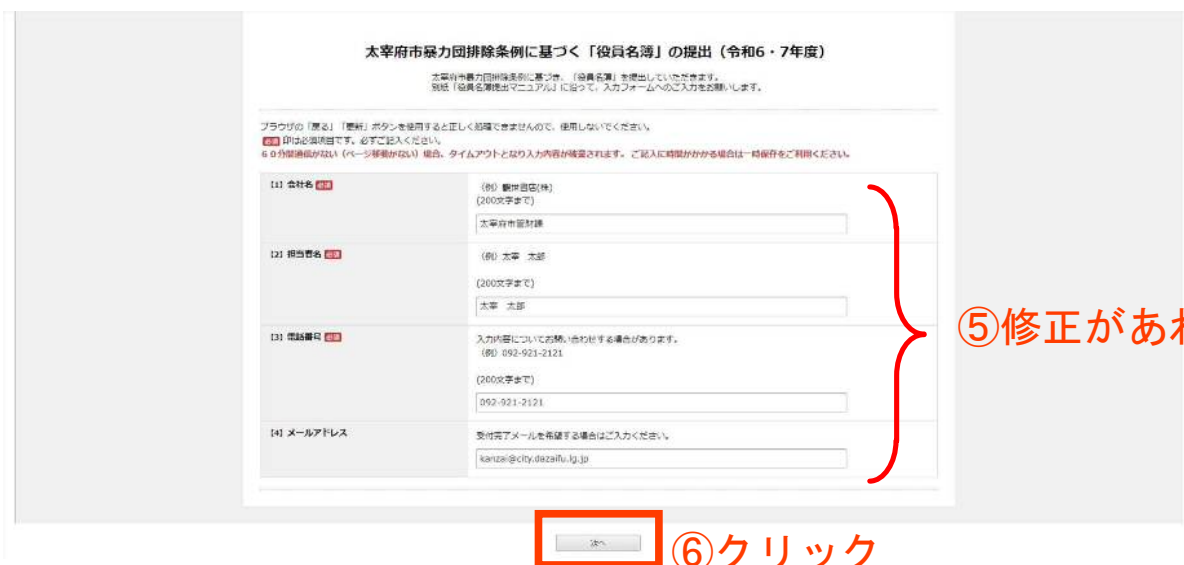 太宰府市暴力団排除条例に基づく「役員名簿」の提出（令和6・7年度）
太宰府市暴力団排除条例に基づき、「役員名簿」を提出していただきます。
別紙「役員名簿提出マニュアル」に沿って、入力フォームへのご入力をお願いします。
ブラウザの「戻る」「更新」ボタンを使用すると正しく処理できませんので、使用しないでください。
必須 印は必須項目です。必ずご記入ください。
６０分間通信がない（ページ移動がない）場合、タイムアウトとなり入力内容が破棄されます。ご記入に時間がかかる場合は一時保存をご利用ください。
[1] 会社名 必須
（例）観世書店(株)
(200文字まで)
太宰府市管財課
[2] 担当者名 必須
（例）太宰　太郎
(200文字まで)
太宰　太郎
[3] 電話番号 必須
入力内容についてお問い合わせする場合があります。
（例）092-921-2121
(200文字まで)
092-921-2121
[4] メールアドレス
受付完了メールを希望する場合はご入力ください。
kanzai@city.dazaifu.lg.jp
⑤修正があ
次へ
⑥クリック